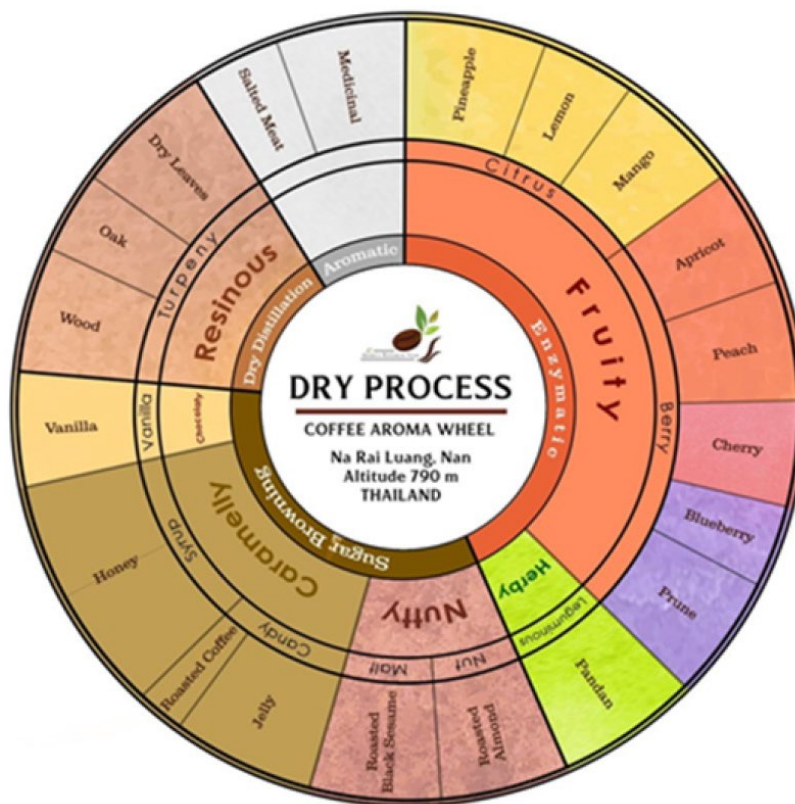 DRY PROCESS
COFFEE AROMA WHEEL
Na Rai Luang, Nan
Altitude 790 m
THAILAND
Enzymatic
Sugar Browning
Dry Distillation
Aromatic
Fruity
Herby
Nutty
Caramelly
Chocolaty
Resinous
Citrus
Berry
Leguminous
Nut
Malt
Candy
Syrup
Vanilla
Turpeny
Pineapple
Lemon
Mango
Apricot
Peach
Cherry
Blueberry
Prune
Pandan
Roasted
Almond
Roasted
Black Sesame
Jelly
Roasted Coffee
Honey
Vanilla
Wood
Oak
Dry Leaves
Salted Meat
Medicinal